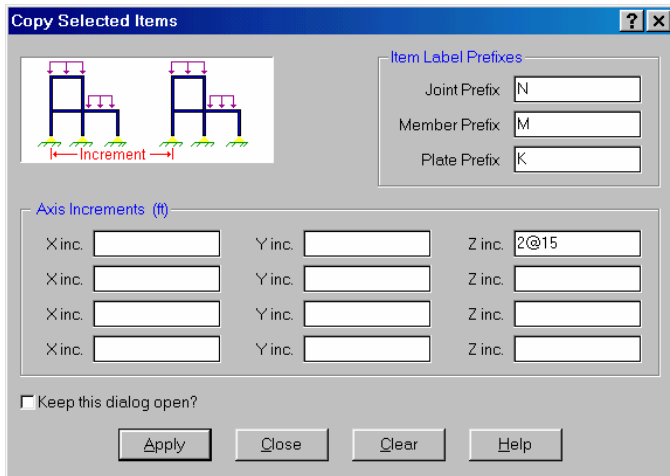 Copy Selected Items
Increment
Item Label Prefixes
Joint Prefix N
Member Prefix M
Plate Prefix K
Axis Increments (ft)
X inc. Y inc. Z inc. 2@15
X inc. Y inc. Z inc.
X inc. Y inc. Z inc.
X inc. Y inc. Z inc.
Keep this dialog open?
Apply Close Clear Help